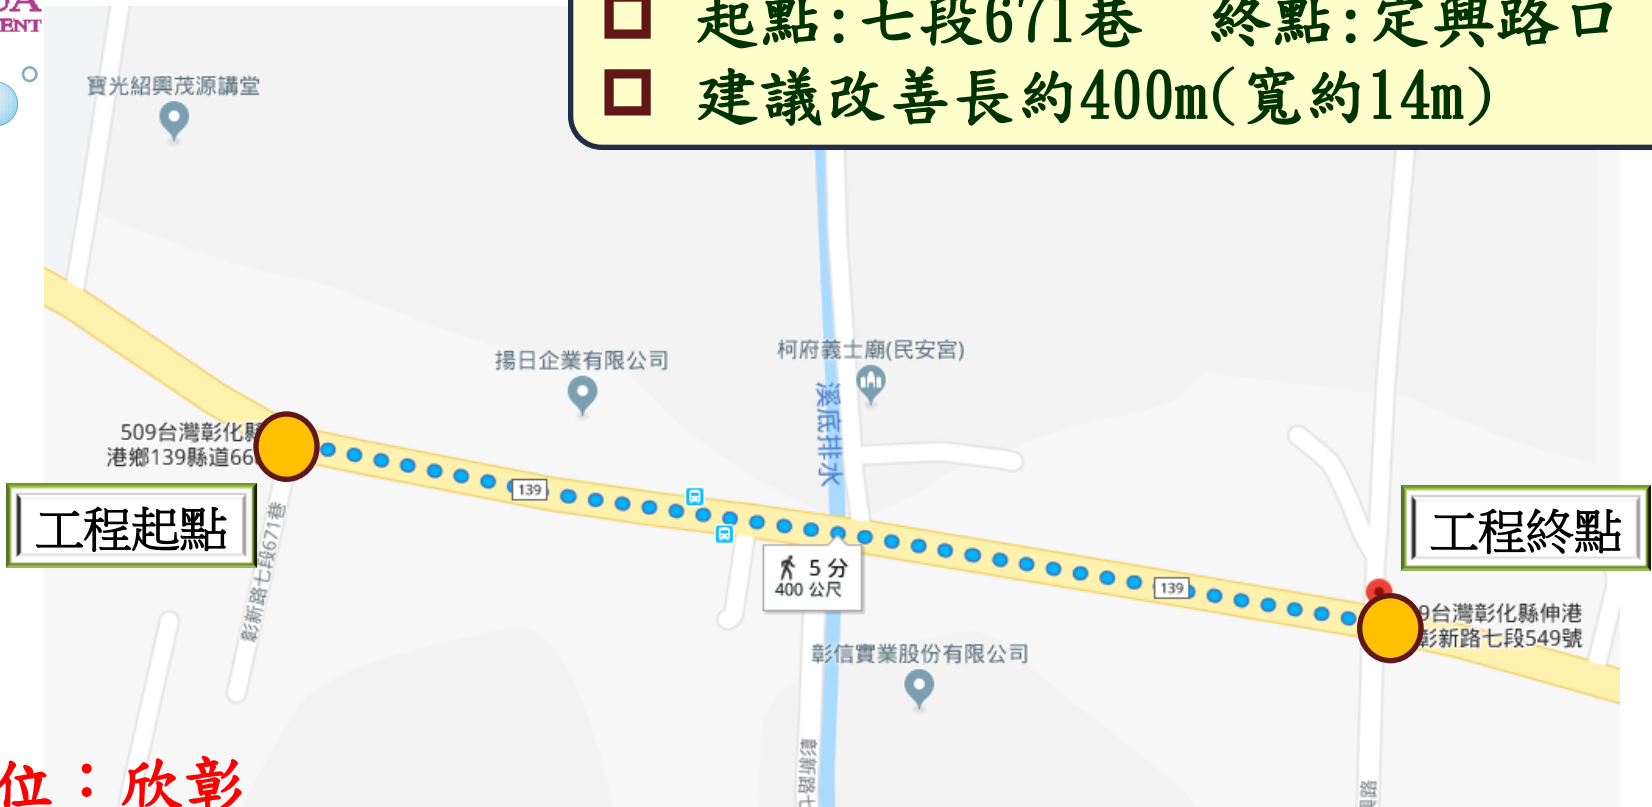 ENT
起點:七段671巷 終點:定興路口
建議改善長約400m(寬約14m)
寶光紹興茂源講堂
揚日企業有限公司
柯府義士廟(民安宮)
溪底排水
509台灣彰化縣
港鄉139縣道66
工程起點
彰新路七段671巷
139
5 分
400 公尺
139
工程終點
9台灣彰化縣伸港
彰新路七段549號
彰信實業股份有限公司
彰新路七
路
位：欣彰